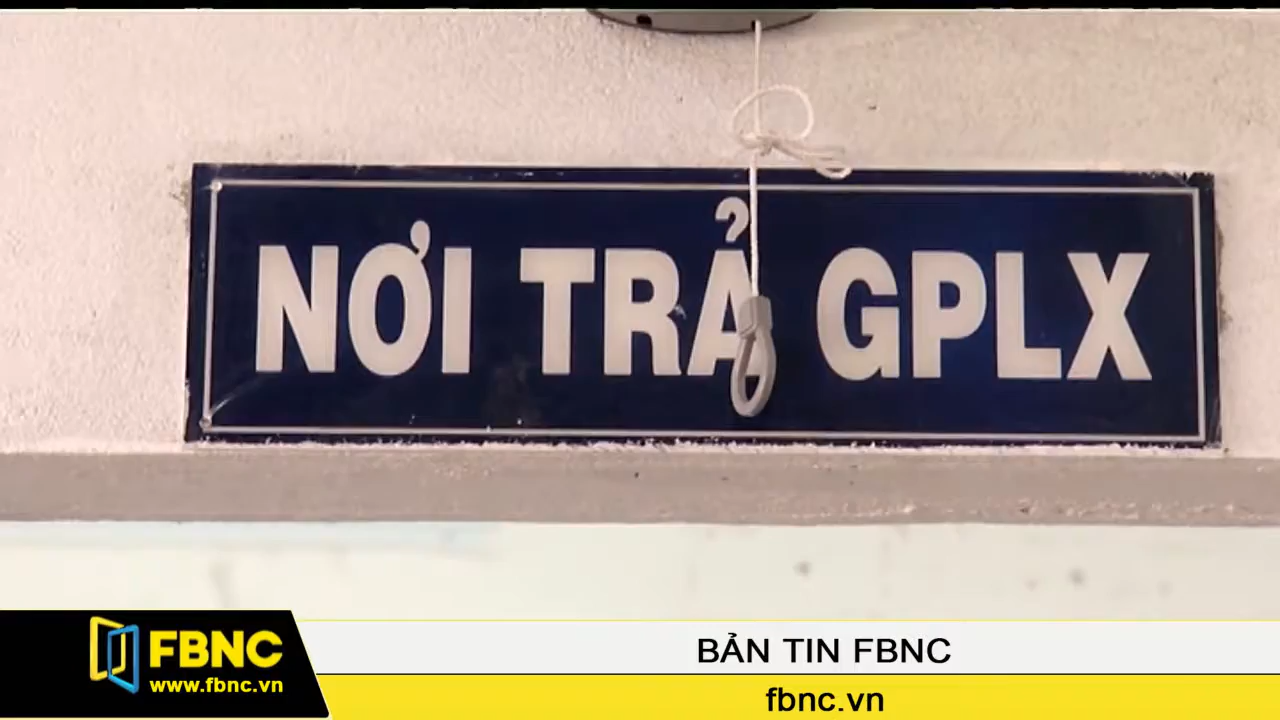 NƠI TRẢ GPLX
FBNC
www.fbnc.vn
BẢN TIN FBNC
fbnc.vn